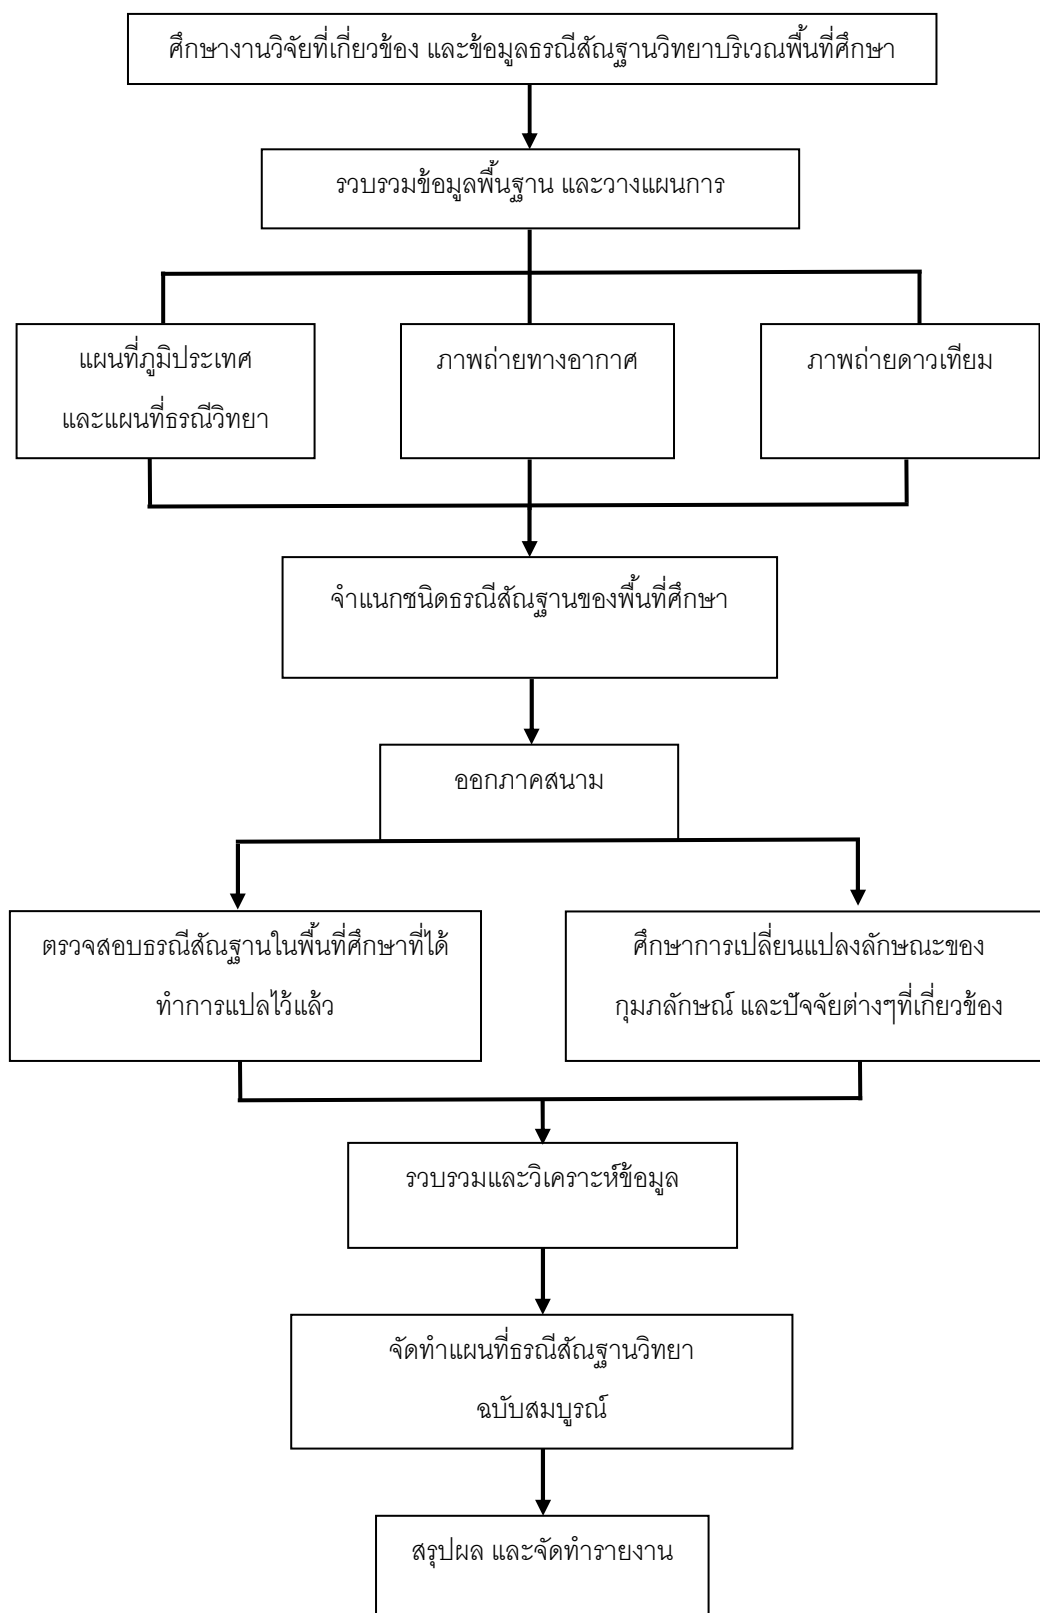 ศึกษางานวิจัยที่เกี่ยวข้อง และข้อมูลธรณีสัณฐานวิทยาบริเวณพื้นที่ศึกษา
รวบรวมข้อมูลพื้นฐาน และวางแผนการ
แผนที่ภูมิประเทศ
และแผนที่ธรณีวิทยา
ภาพถ่ายทางอากาศ
ภาพถ่ายดาวเทียม
จำแนกชนิดธรณีสัณฐานของพื้นที่ศึกษา
ออกภาคสนาม
ตรวจสอบธรณีสัณฐานในพื้นที่ศึกษาที่ได้
ทำการแปลไว้แล้ว
ศึกษาการเปลี่ยนแปลงลักษณะของ
กุมภลักษณ์ และปัจจัยต่างๆที่เกี่ยวข้อง
รวบรวมและวิเคราะห์ข้อมูล
จัดทำแผนที่ธรณีสัณฐานวิทยา
ฉบับสมบูรณ์
สรุปผล และจัดทำรายงาน